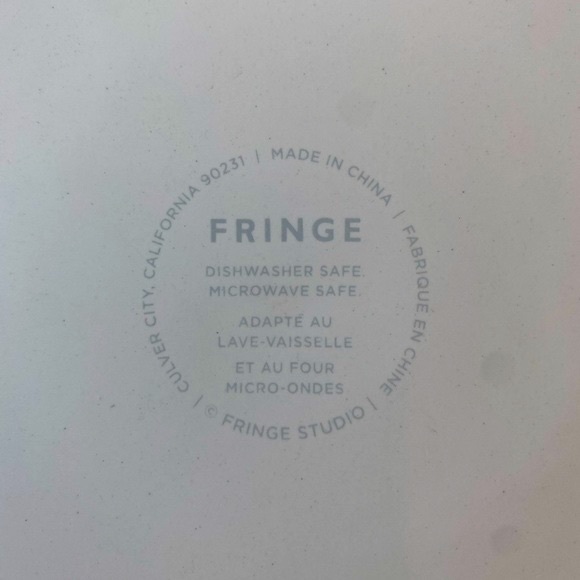 CULVER CITY, CALIFORNIA 90231 | MADE IN CHINA | FABRIQUE EN CHINE | © FRINGE STUDIO |
FRINGE
DISHWASHER SAFE.
MICROWAVE SAFE.
ADAPTÉ AU
LAVE-VAISSELLE
ET AU FOUR
MICRO-ONDES